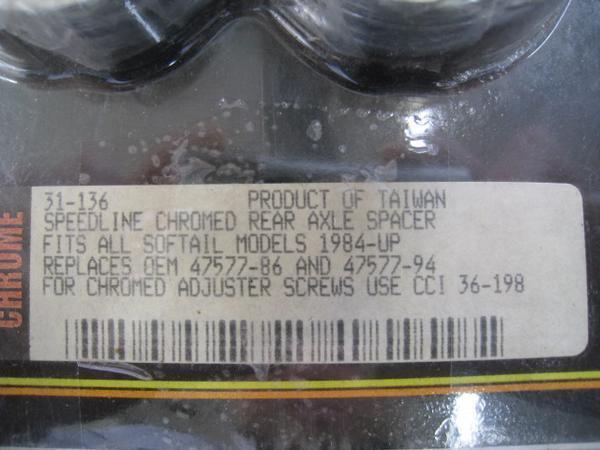 31-136 PRODUCT OF TAIWAN
SPEEDLINE CHROMED REAR AXLE SPACER
FITS ALL SOFTAIL MODELS 1984-UP
REPLACES OEM 47577-86 AND 47577-94
FOR CHROMED ADJUSTER SCREWS USE CCI 36-198
CHROME